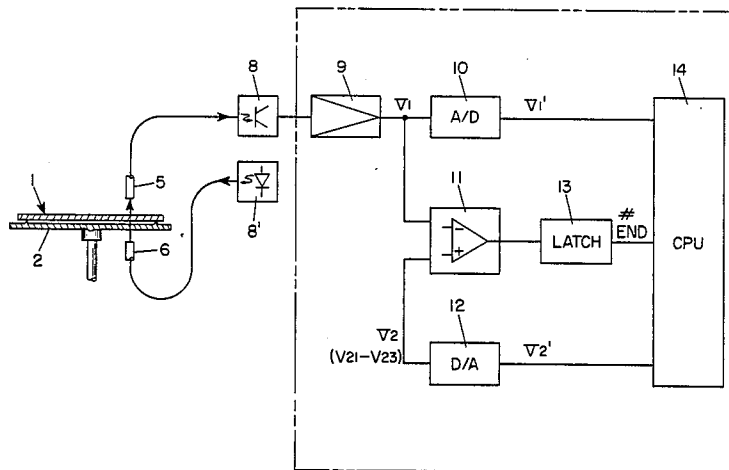 8
9
10
14
V1
A/D
V1'
5
1
8'
11
13
#
END
LATCH
CPU
2
6
-
+
12
V2
(V21-V23)
D/A
V2'